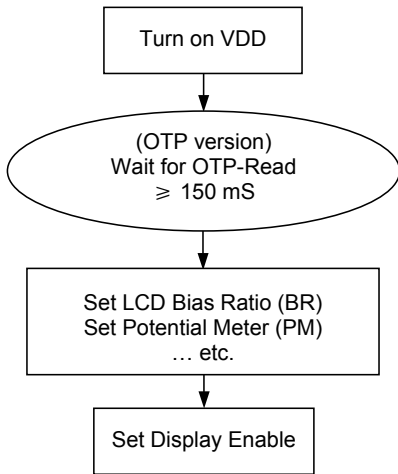 Turn on VDD
(OTP version)
Wait for OTP-Read
⩾ 150 mS
Set LCD Bias Ratio (BR)
Set Potential Meter (PM)
… etc.
Set Display Enable